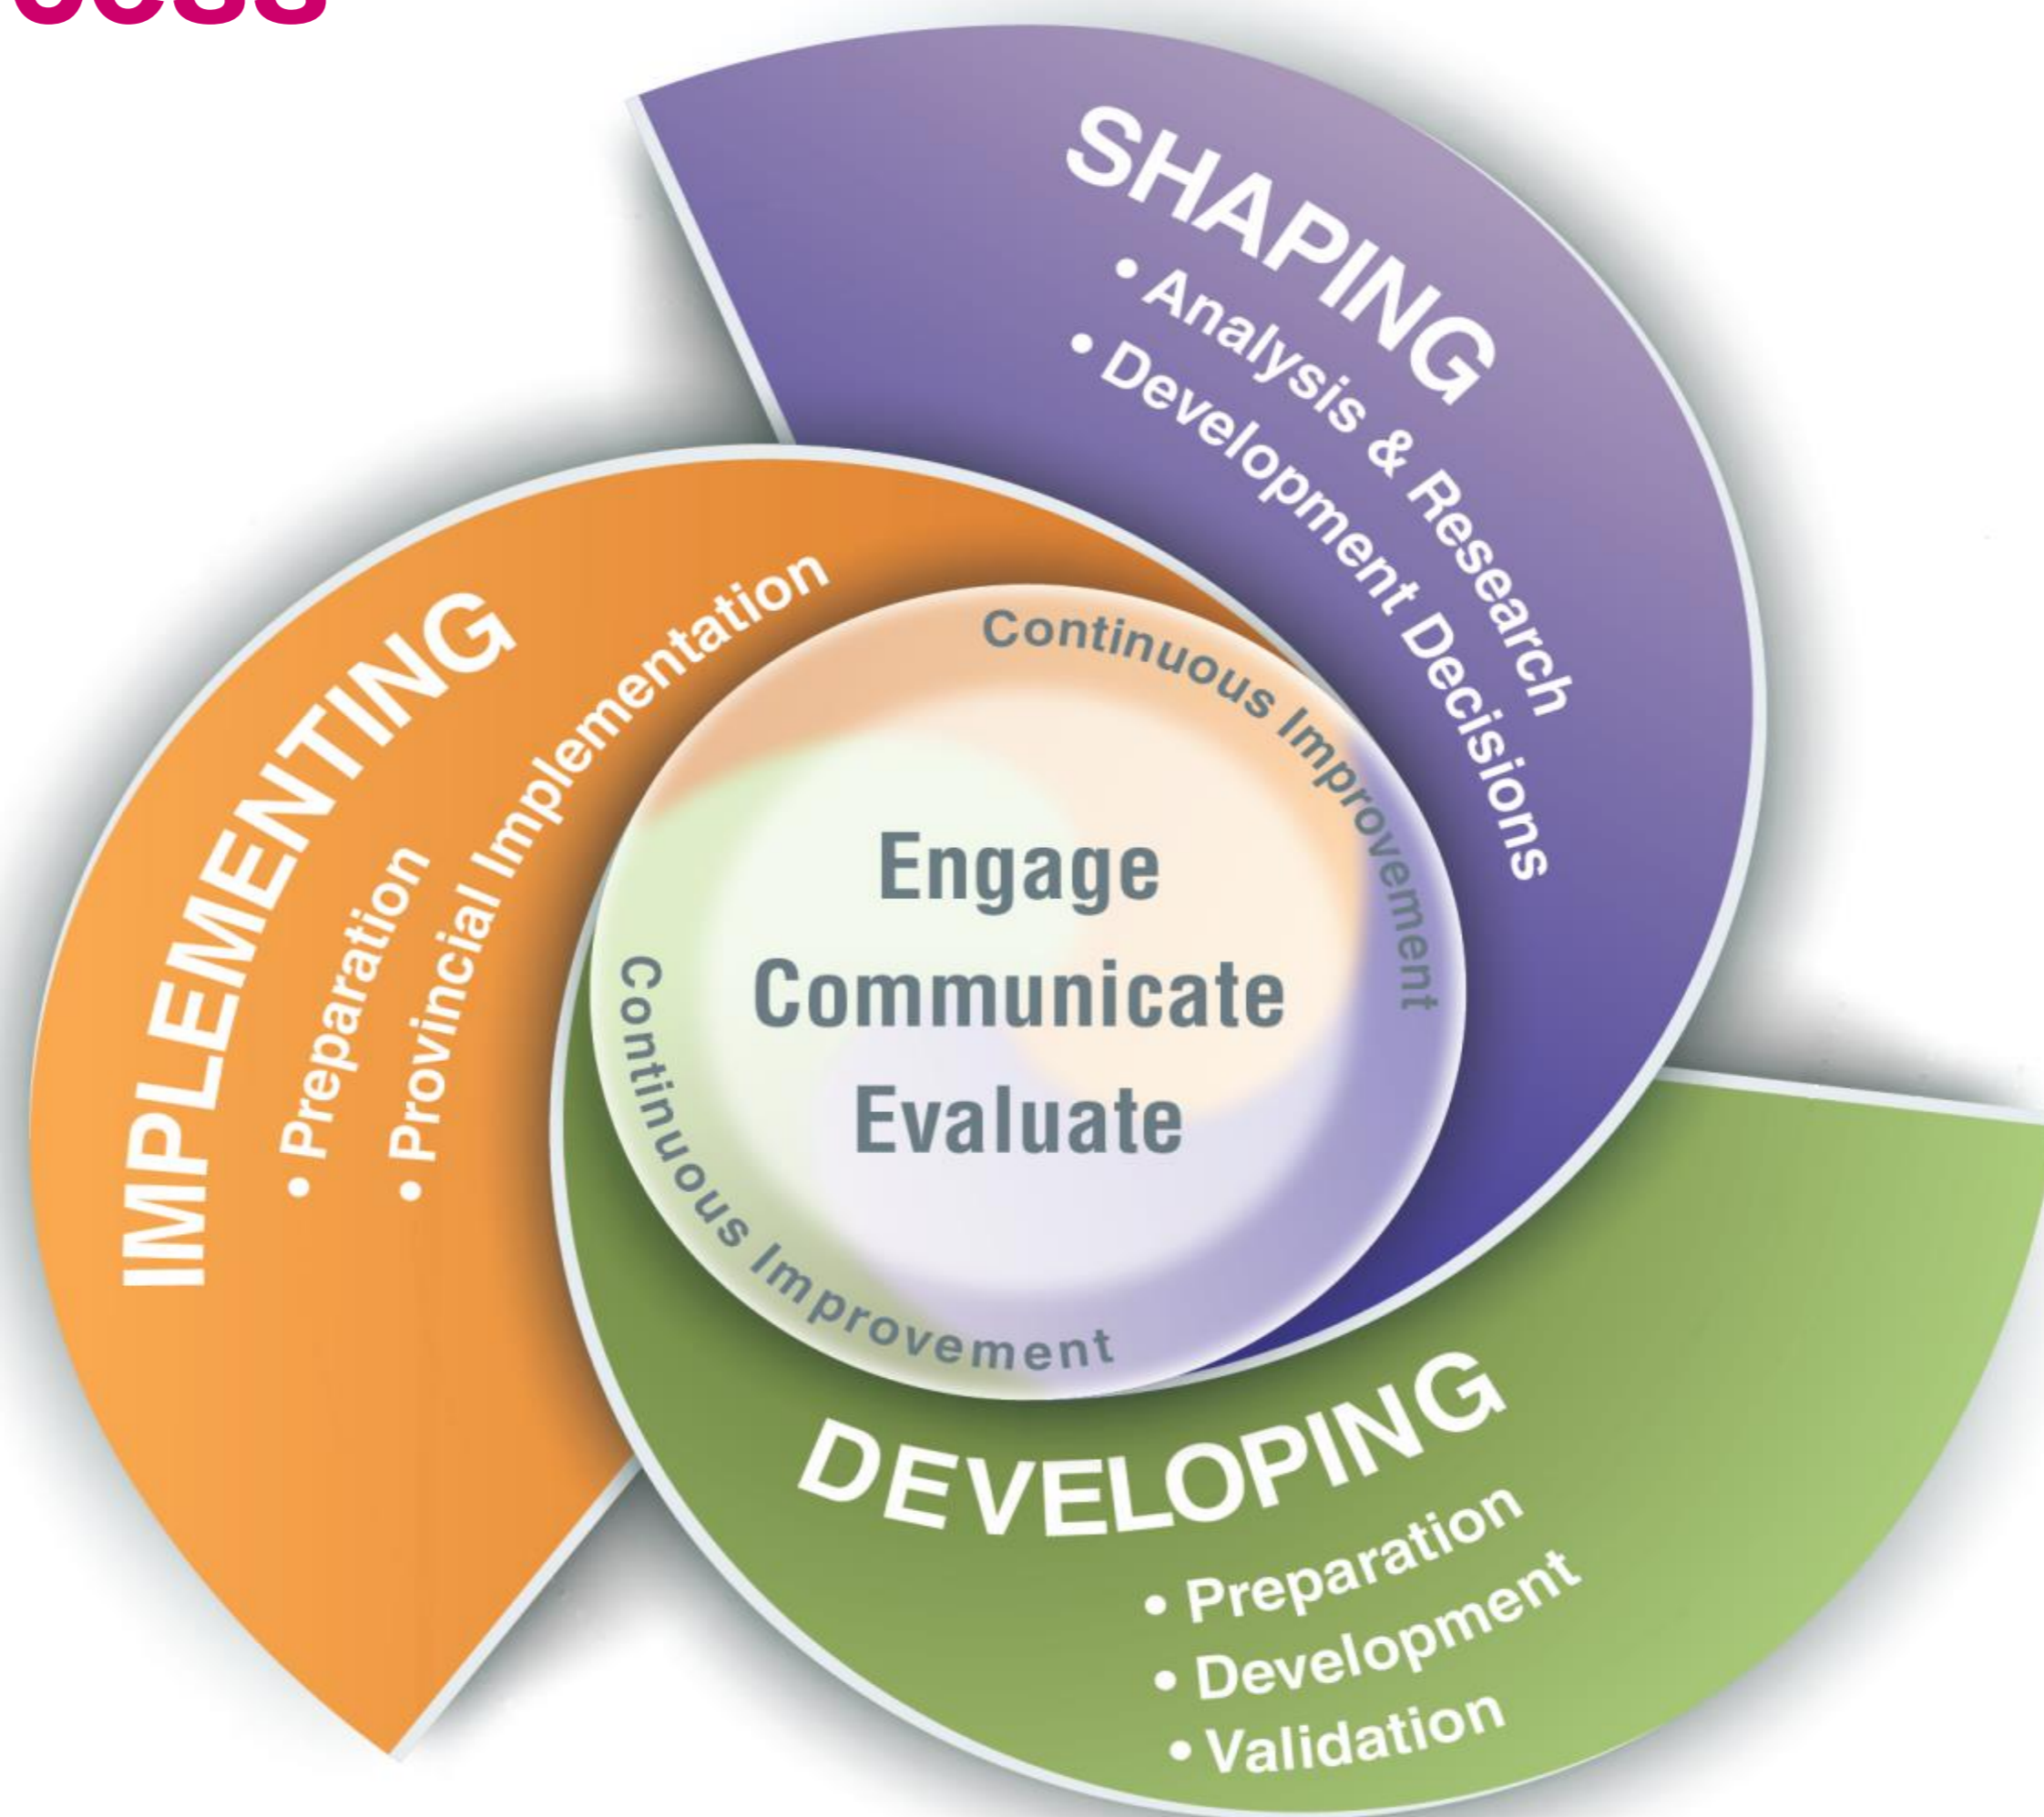 SHAPING
• Analysis & Research
• Development Decisions
IMPLEMENTING
• Preparation
• Provincial Implementation
Continuous Improvement
Engage
Communicate
Evaluate
Continuous Improvement
DEVELOPING
• Preparation
• Development
• Validation